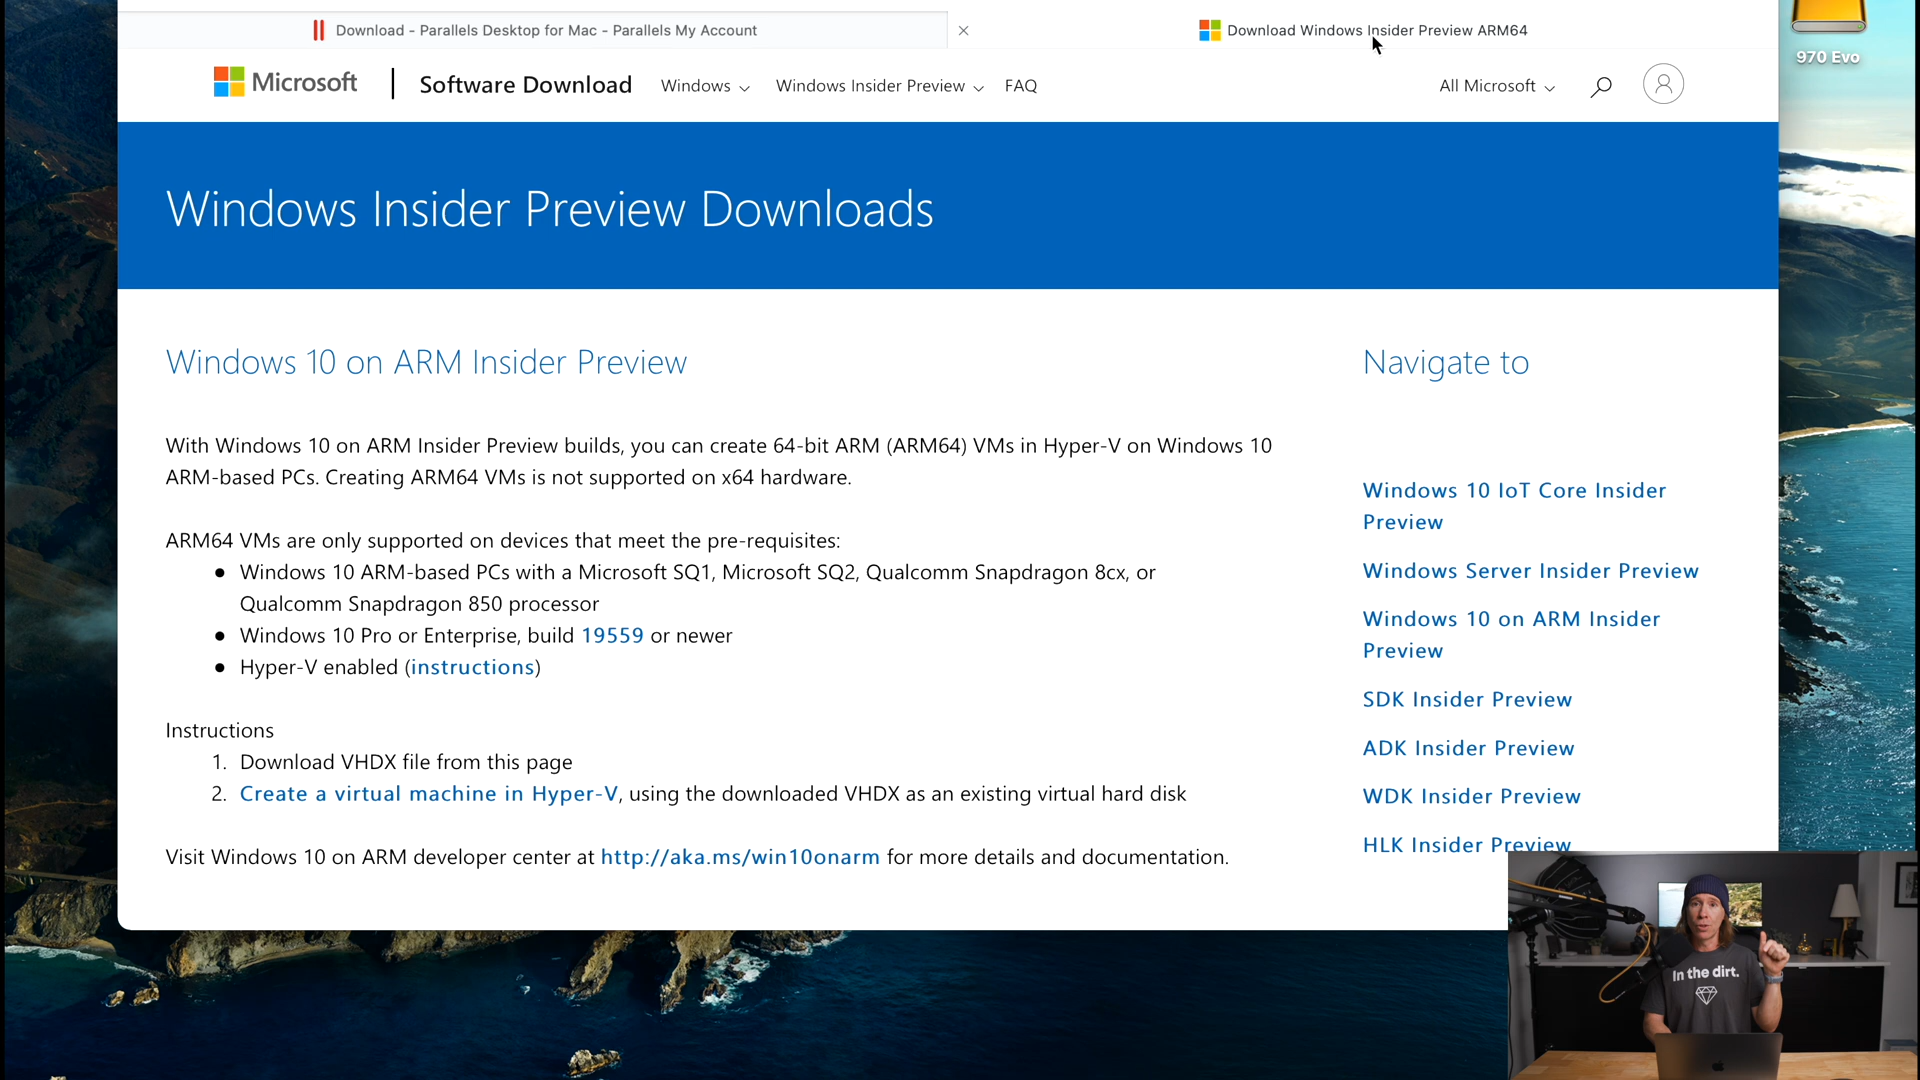 Download - Parallels Desktop for Mac - Parallels My Account
Download Windows Insider Preview ARM64
970 Evo
Microsoft
Software Download
Windows
Windows Insider Preview
FAQ
All Microsoft
Windows Insider Preview Downloads
Windows 10 on ARM Insider Preview
With Windows 10 on ARM Insider Preview builds, you can create 64-bit ARM (ARM64) VMs in Hyper-V on Windows 10
ARM-based PCs. Creating ARM64 VMs is not supported on x64 hardware.
ARM64 VMs are only supported on devices that meet the pre-requisites:
● Windows 10 ARM-based PCs with a Microsoft SQ1, Microsoft SQ2, Qualcomm Snapdragon 8cx, or
Qualcomm Snapdragon 850 processor
● Windows 10 Pro or Enterprise, build 19559 or newer
● Hyper-V enabled (instructions)
Instructions
1. Download VHDX file from this page
2. Create a virtual machine in Hyper-V, using the downloaded VHDX as an existing virtual hard disk
Visit Windows 10 on ARM developer center at http://aka.ms/win10onarm for more details and documentation.
Navigate to
Windows 10 IoT Core Insider
Preview
Windows Server Insider Preview
Windows 10 on ARM Insider
Preview
SDK Insider Preview
ADK Insider Preview
WDK Insider Preview
HLK Insider Preview
In the dirt.